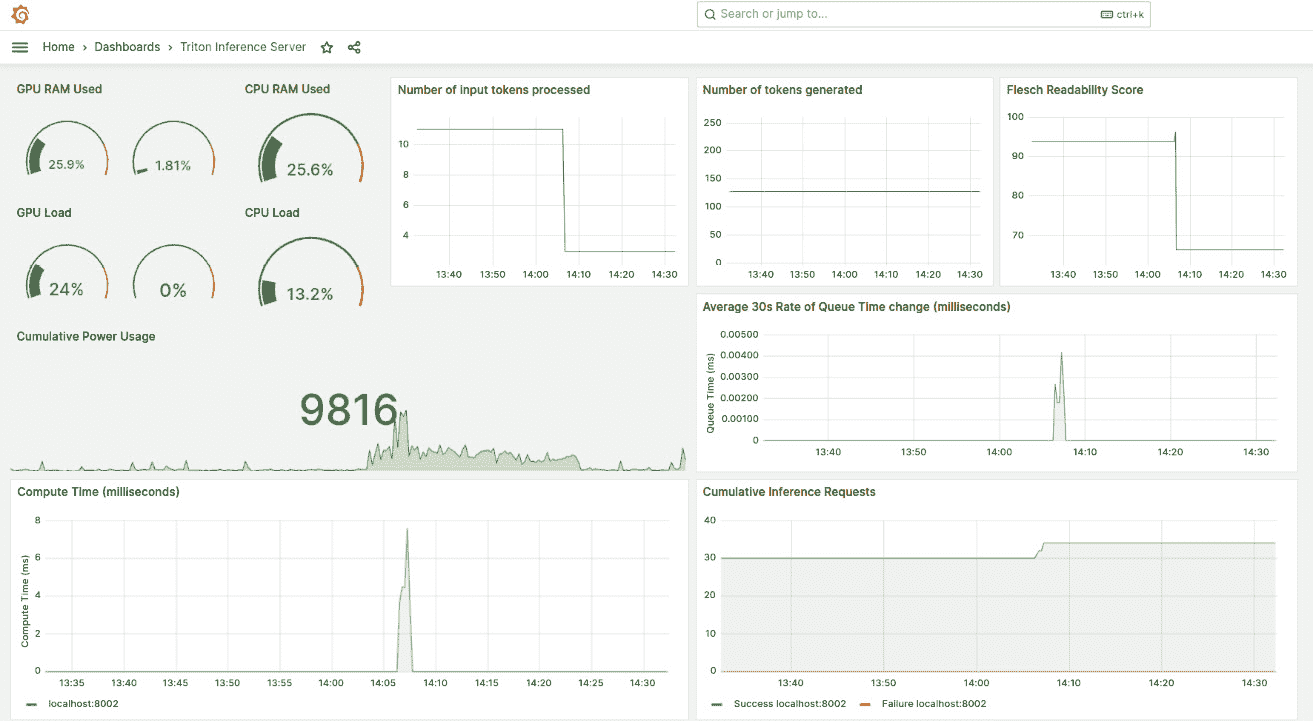 Search or jump to... ctrl+k
Home › Dashboards › Triton Inference Server
GPU RAM Used
25.9% 1.81%
CPU RAM Used
25.6%
GPU Load
24% 0%
CPU Load
13.2%
Number of input tokens processed
10
8
6
4
13:40 13:50 14:00 14:10 14:20 14:30
Number of tokens generated
250
200
150
100
50
0
13:40 13:50 14:00 14:10 14:20 14:30
Flesch Readability Score
100
90
80
70
13:40 13:50 14:00 14:10 14:20 14:30
Cumulative Power Usage
9816
Average 30s Rate of Queue Time change (milliseconds)
Queue Time (ms)
0.00500
0.00400
0.00300
0.00200
0.00100
0
13:40 13:50 14:00 14:10 14:20 14:30
Compute Time (milliseconds)
Compute Time (ms)
8
6
4
2
0
13:35 13:40 13:45 13:50 13:55 14:00 14:05 14:10 14:15 14:20 14:25 14:30
localhost:8002
Cumulative Inference Requests
40
30
20
10
0
13:40 13:50 14:00 14:10 14:20 14:30
Success localhost:8002 Failure localhost:8002